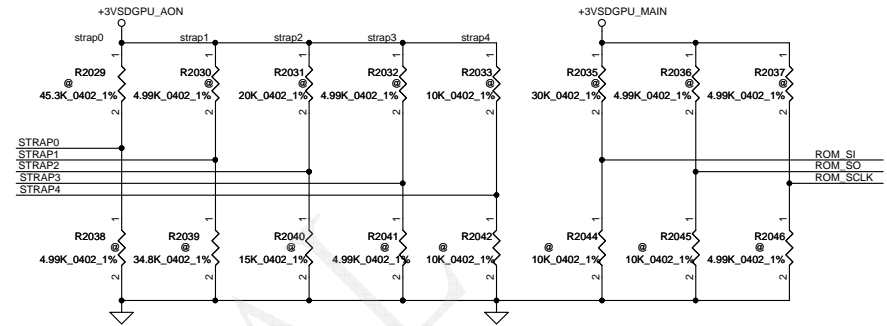 +3VSDGPU_AON
+3VSDGPU_MAIN
strap0 strap1 strap2 strap3 strap4
1 1 1 1 1 1 1 1
R2029 R2030 R2031 R2032 R2033 R2035 R2036 R2037
@ @ @ @ @ @ @ @
45.3K_0402_1% 4.99K_0402_1% 20K_0402_1% 4.99K_0402_1% 10K_0402_1% 30K_0402_1% 4.99K_0402_1% 4.99K_0402_1%
2 2 2 2 2 2 2 2
STRAP0
STRAP1 ROM_SI
STRAP2 ROM_SO
STRAP3 ROM_SCLK
STRAP4
1 1 1 1 1 1 1 1
R2038 R2039 R2040 R2041 R2042 R2044 R2045 R2046
@ @ @ @ @ @ @ @
4.99K_0402_1% 34.8K_0402_1% 15K_0402_1% 4.99K_0402_1% 10K_0402_1% 10K_0402_1% 10K_0402_1% 4.99K_0402_1%
2 2 2 2 2 2 2 2